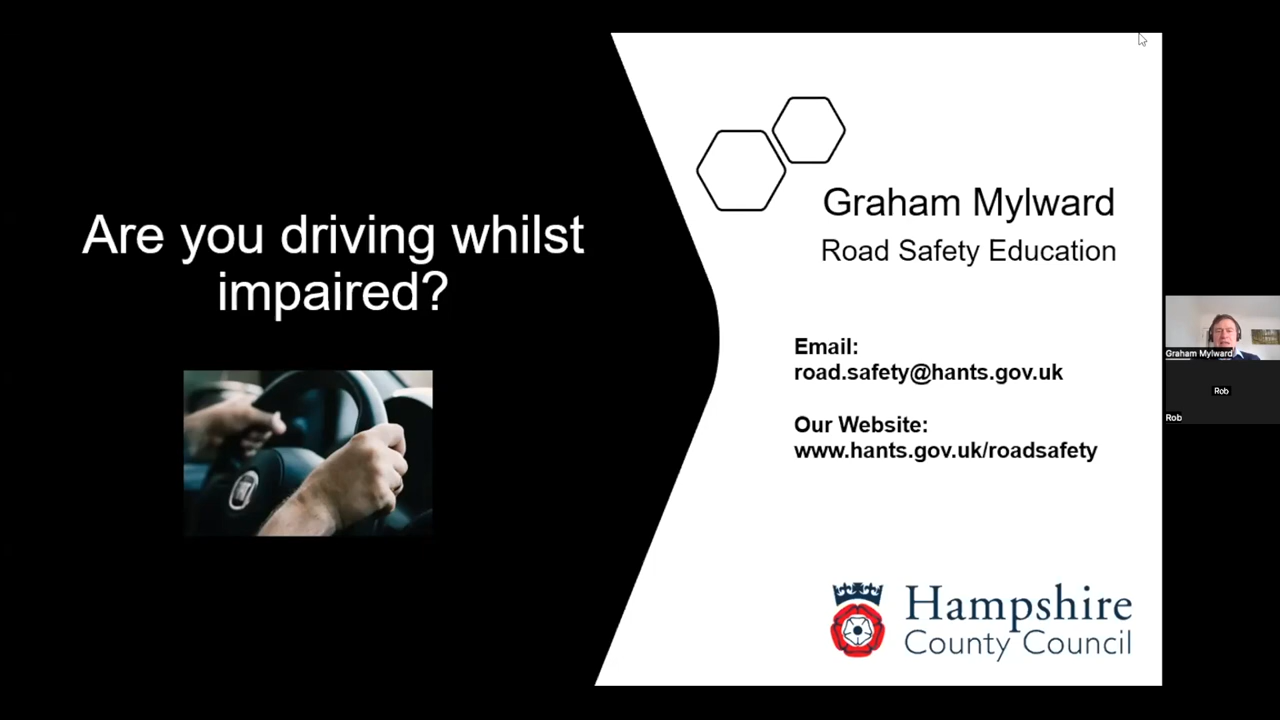 Are you driving whilst
impaired?
Graham Mylward
Road Safety Education
Email:
road.safety@hants.gov.uk
Our Website:
www.hants.gov.uk/roadsafety
Hampshire
County Council
Graham Mylward
Rob
Rob